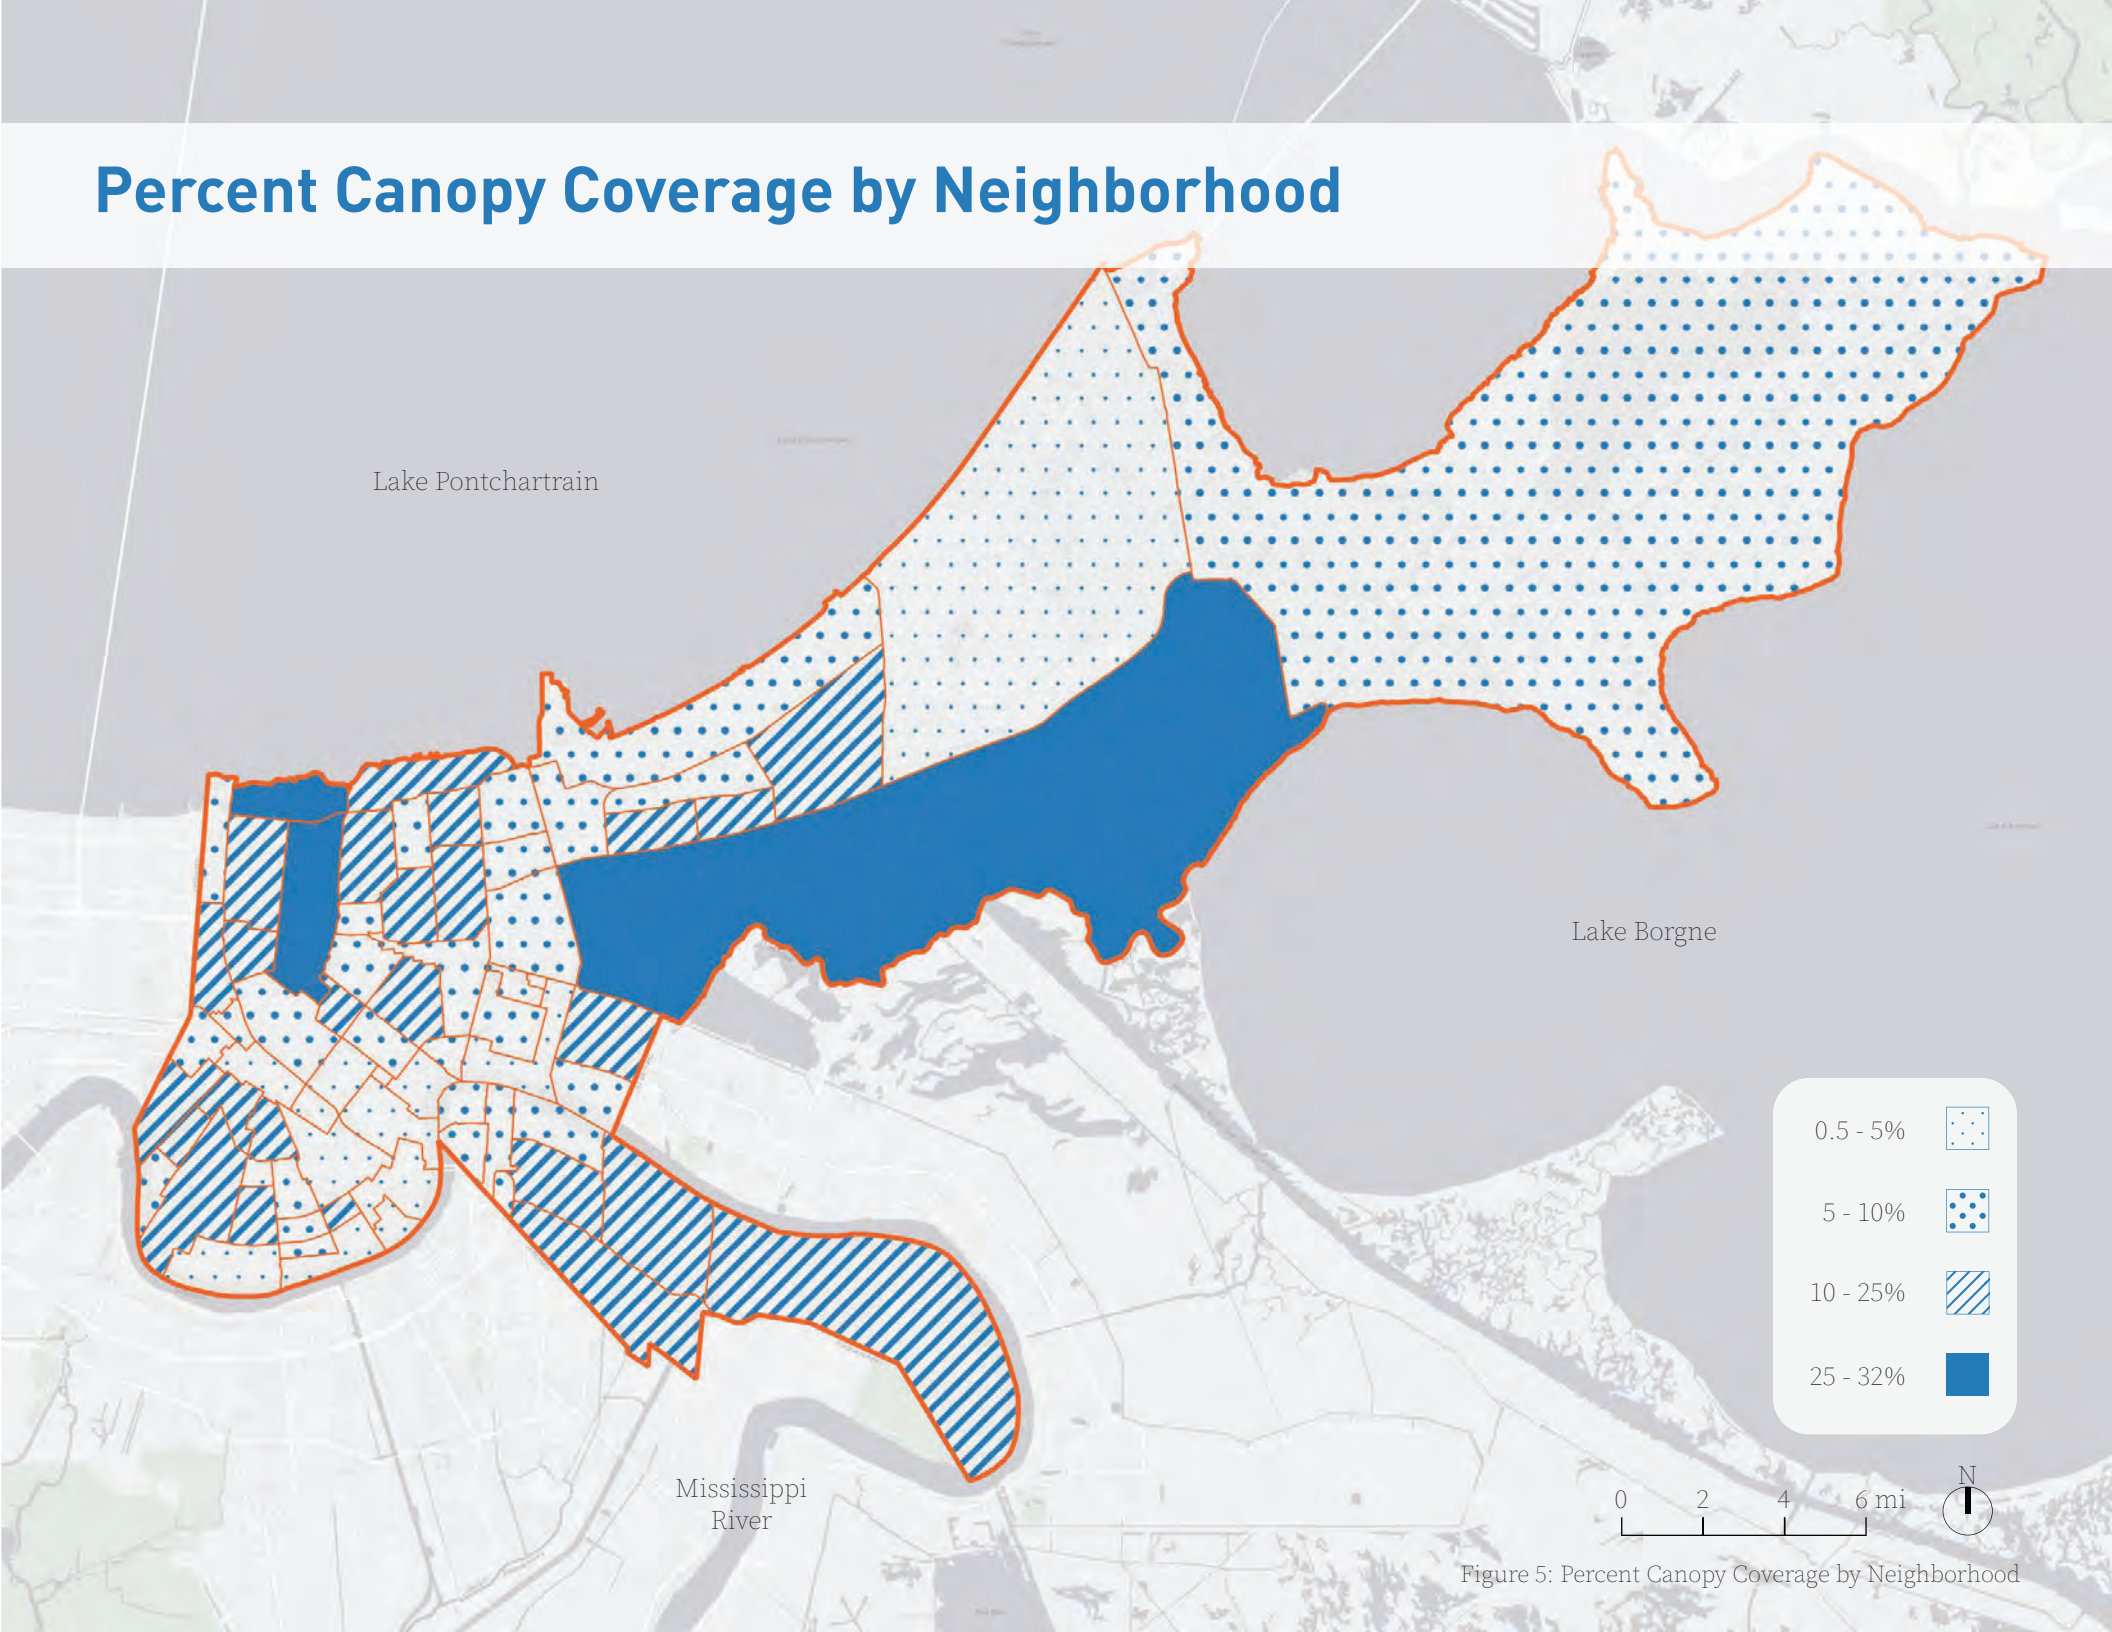 Percent Canopy Coverage by Neighborhood
Lake Pontchartrain
Lake Borgne
0.5 - 5%
5 - 10%
10 - 25%
25 - 32%
Mississippi
River
N
0 2 4 6 mi
Figure 5: Percent Canopy Coverage by Neighborhood